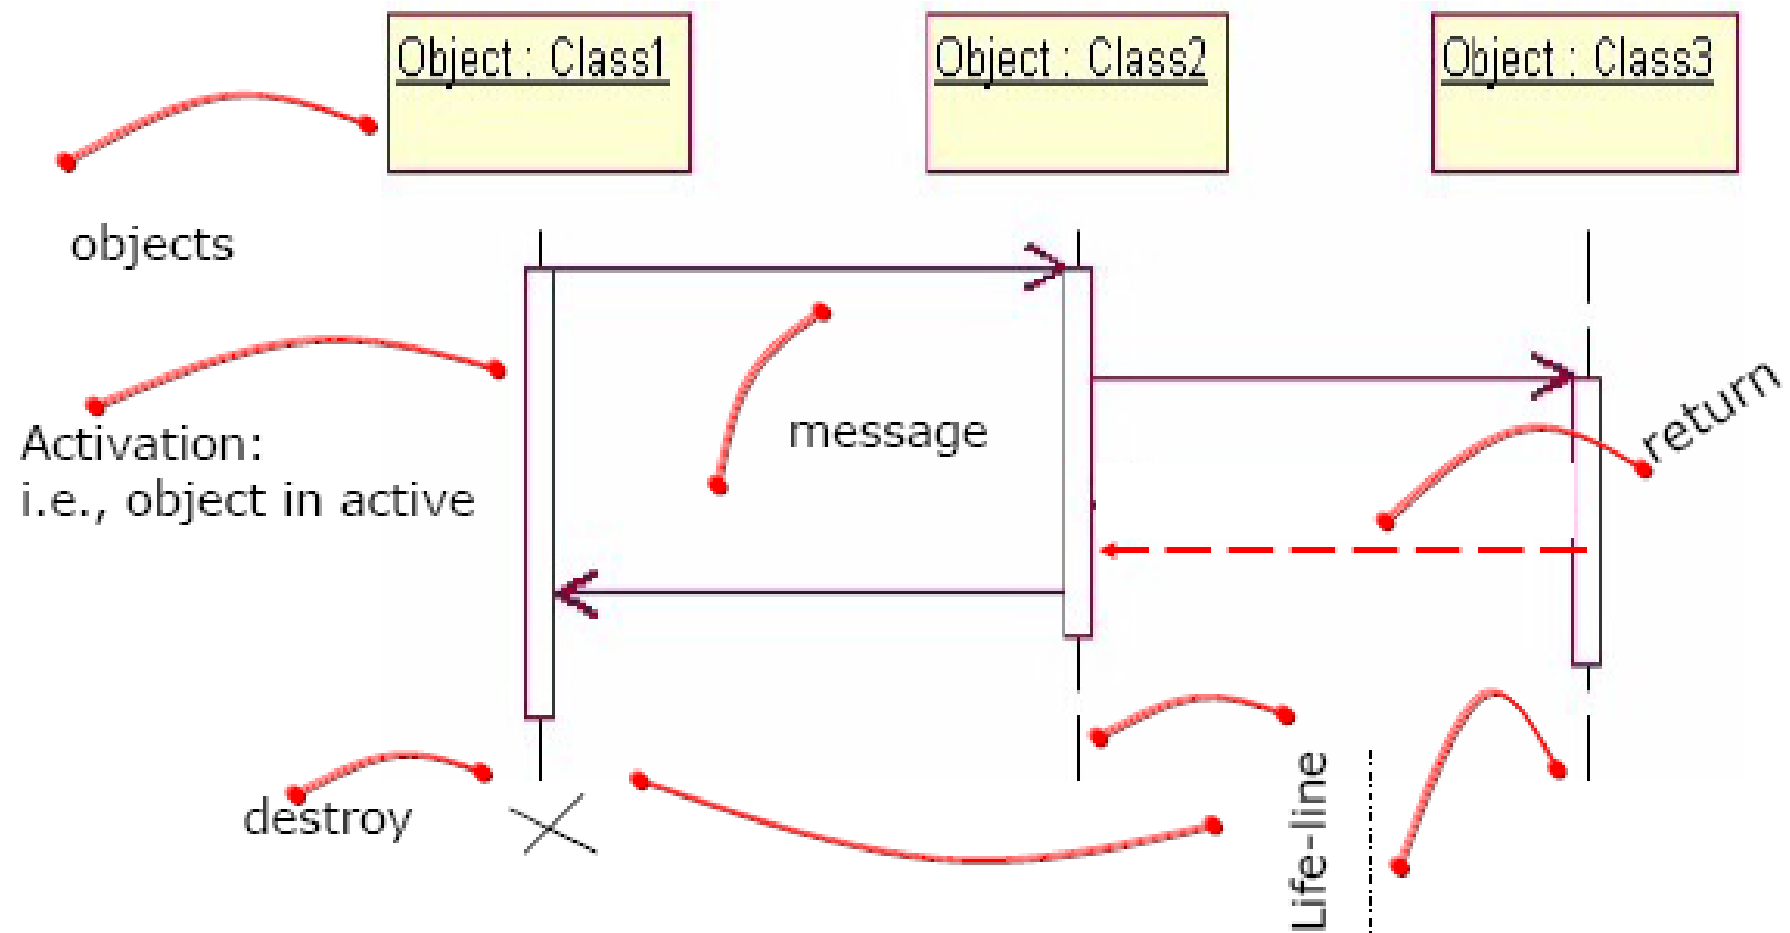 Object : Class1
Object : Class2
Object : Class3
objects
Activation:
i.e., object in active
message
return
destroy
Life-line